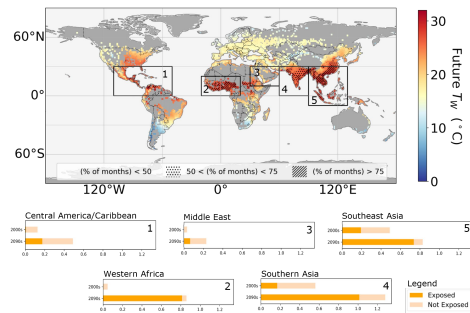 60°N
0°
60°S
120°W 0° 120°E
1
2
3
4
5
(% of months) < 50 50 < (% of months) < 75 (% of months) > 75
30
20
10
0
Future T_W (°C)
Central America/Caribbean
1
2000s
2090s
0.0 0.2 0.4 0.6 0.8 1.0 1.2
Middle East
3
2000s
2090s
0.0 0.2 0.4 0.6 0.8 1.0 1.2
Southeast Asia
5
2000s
2090s
0.0 0.2 0.4 0.6 0.8 1.0 1.2
Western Africa
2
2000s
2090s
0.0 0.2 0.4 0.6 0.8 1.0 1.2
Southern Asia
4
2000s
2090s
0.0 0.2 0.4 0.6 0.8 1.0 1.2
Legend
Exposed
Not Exposed